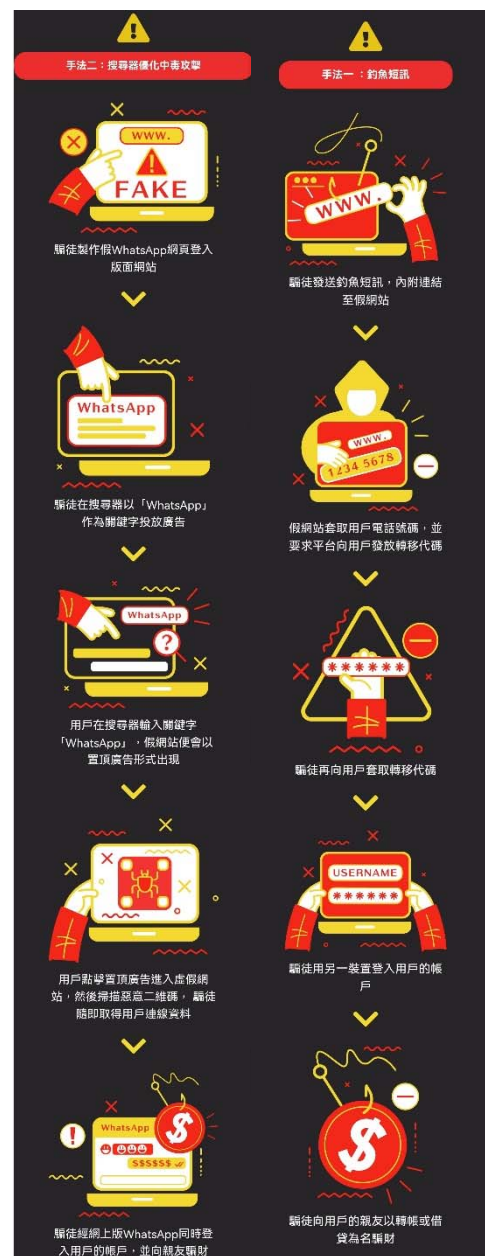 手法二：搜尋器優化中毒攻擊
WWW.
FAKE
騙徒製作假WhatsApp網頁登入
版面網站
WhatsApp
騙徒在搜尋器以「WhatsApp」
作為關鍵字投放廣告
WhatsApp
?
用戶在搜尋器輸入關鍵字
「WhatsApp」，假網站便會以
置頂廣告形式出現
用戶點擊置頂廣告進入虛假網
站，然後掃描惡意二維碼， 騙徒
隨即取得用戶連線資料
WhatsApp
$
S$S$$$
騙徒經網上版WhatsApp同時登
入用戶的帳戶，並向親友騙財
手法一 ：釣魚短訊
WWW.
騙徒發送釣魚短訊，內附連結
至假網站
WWW.
1234 5678
假網站套取用戶電話號碼，並
要求平台向用戶發放轉移代碼
******
騙徒再向用戶套取轉移代碼
USERNAME
******
騙徒用另一裝置登入用戶的帳
戶
$
騙徒向用戶的親友以轉帳或借
貸為名騙財